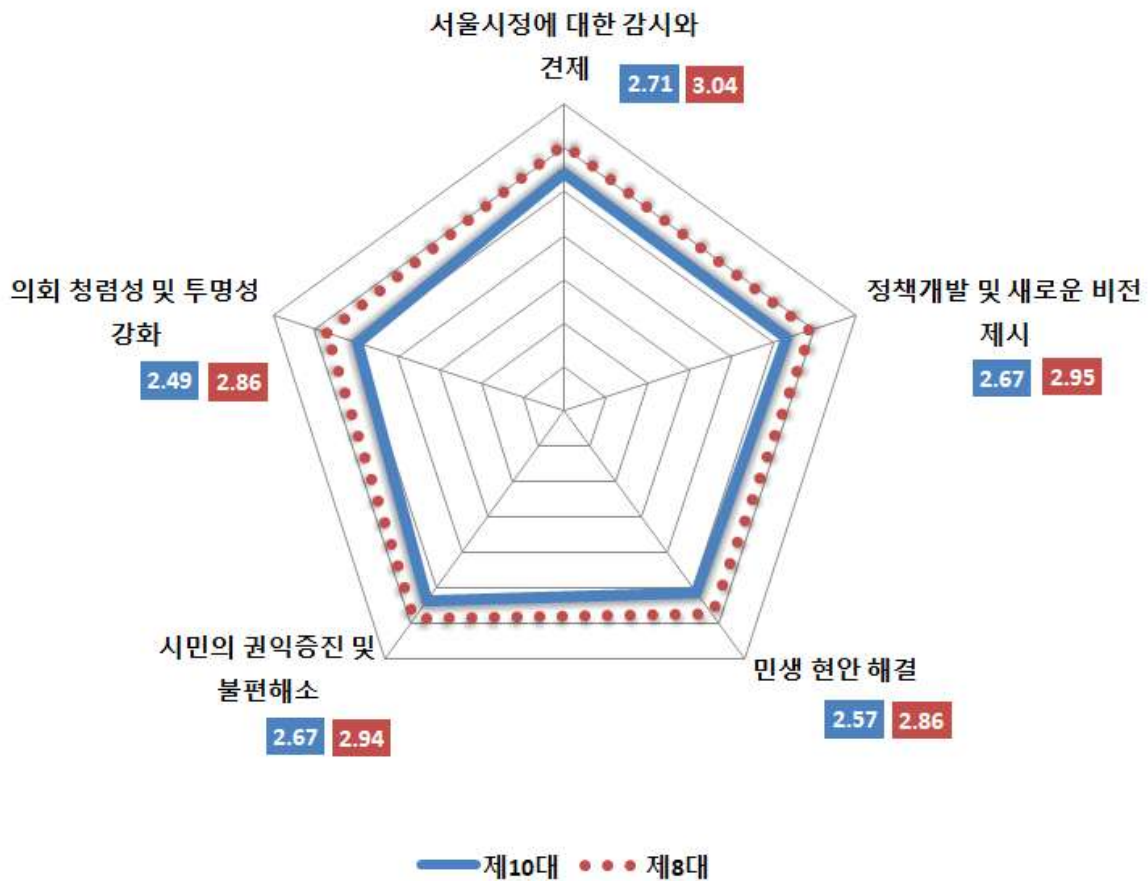 서울시정에 대한 감시와
견제
2.71 3.04
의회 청렴성 및 투명성
강화
2.49 2.86
정책개발 및 새로운 비전
제시
2.67 2.95
시민의 권익증진 및
불편해소
2.67 2.94
민생 현안 해결
2.57 2.86
제10대 제8대